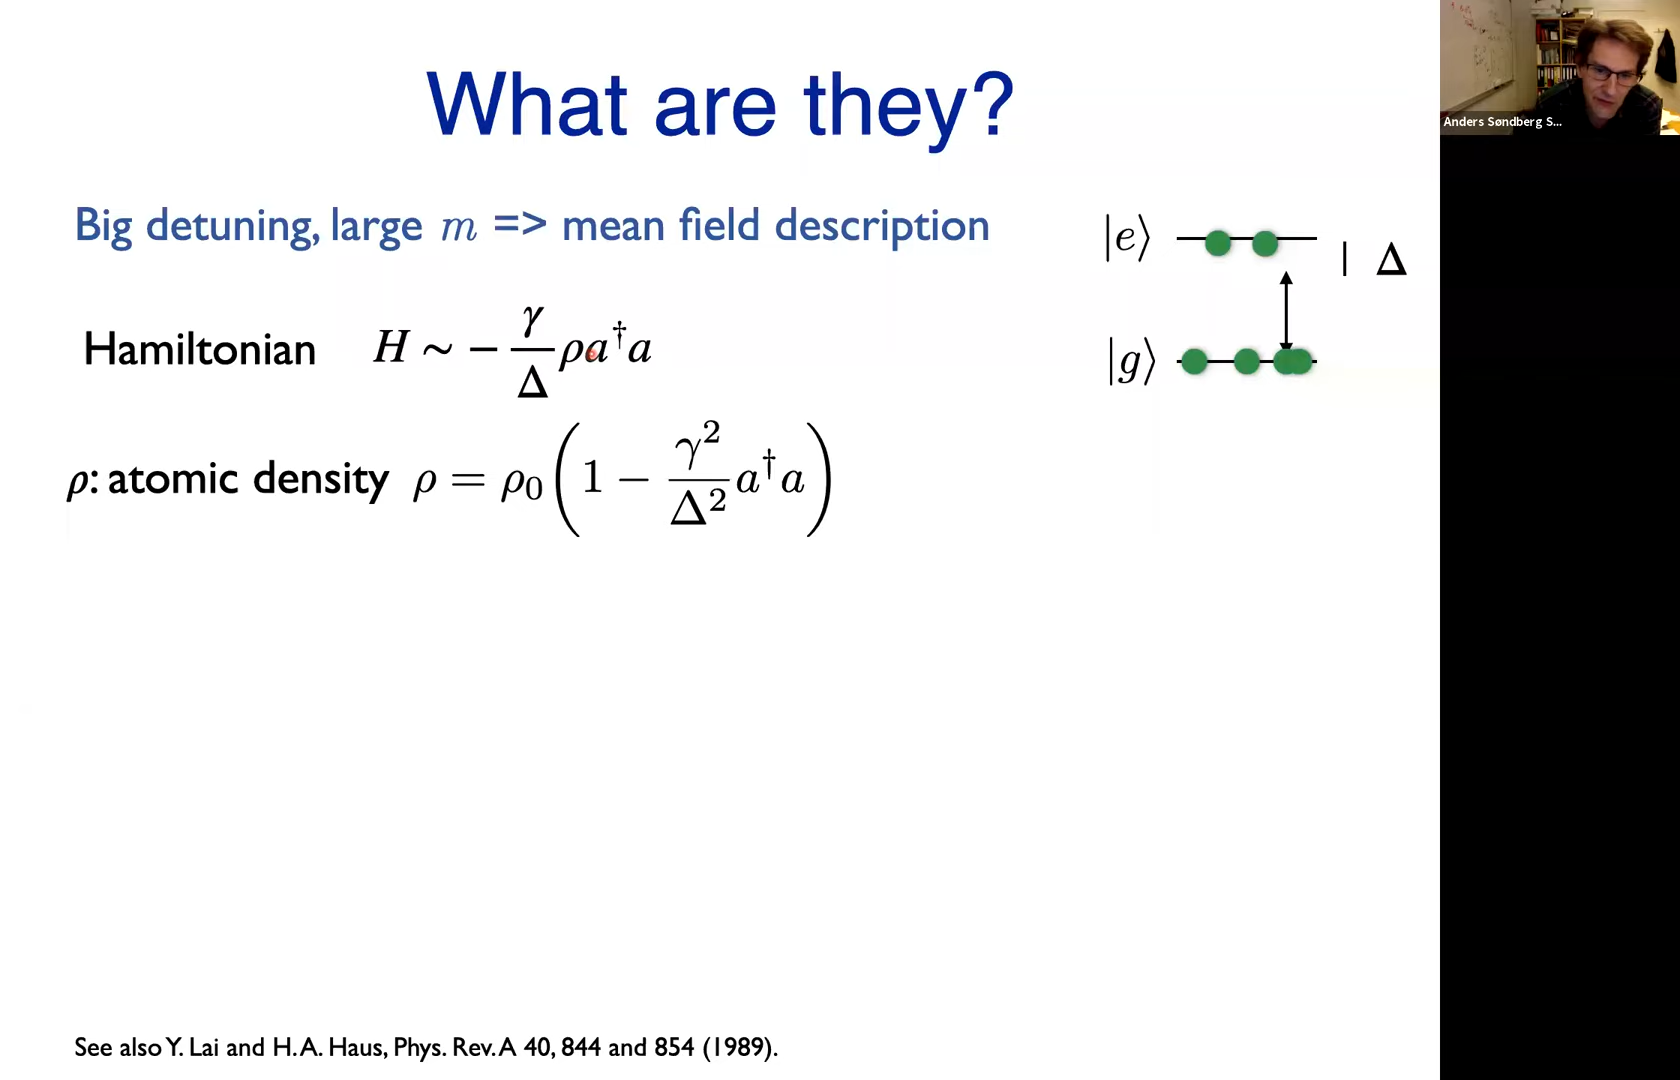 What are they?
Big detuning, large m => mean field description
|e⟩
| Δ
Hamiltonian H ~ − γ/Δ ρa†a
|g⟩
ρ: atomic density ρ = ρ₀(1 − γ²/Δ² a†a)
See also Y. Lai and H.A. Haus, Phys. Rev. A 40, 844 and 854 (1989).
Anders Søndberg S...